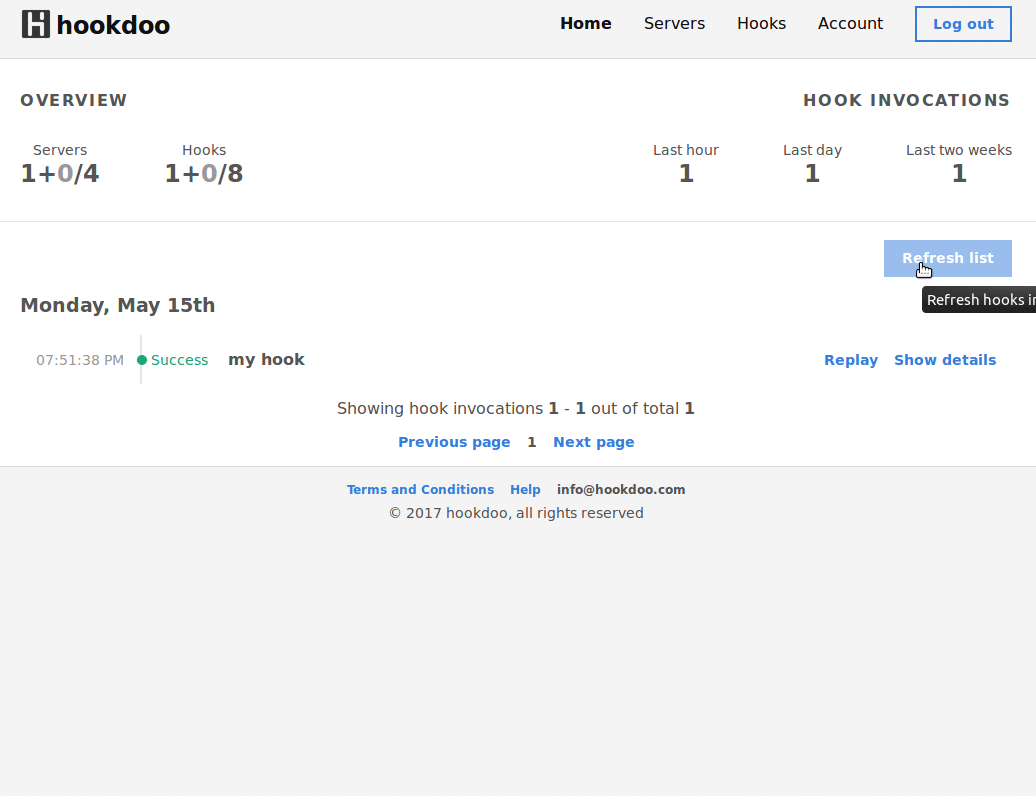 hookdoo Home Servers Hooks Account Log out
OVERVIEW HOOK INVOCATIONS
Servers Hooks Last hour Last day Last two weeks
1+0/4 1+0/8 1 1 1
Refresh list
Refresh hooks in
Monday, May 15th
07:51:38 PM Success my hook Replay Show details
Showing hook invocations 1 - 1 out of total 1
Previous page 1 Next page
Terms and Conditions Help info@hookdoo.com
© 2017 hookdoo, all rights reserved